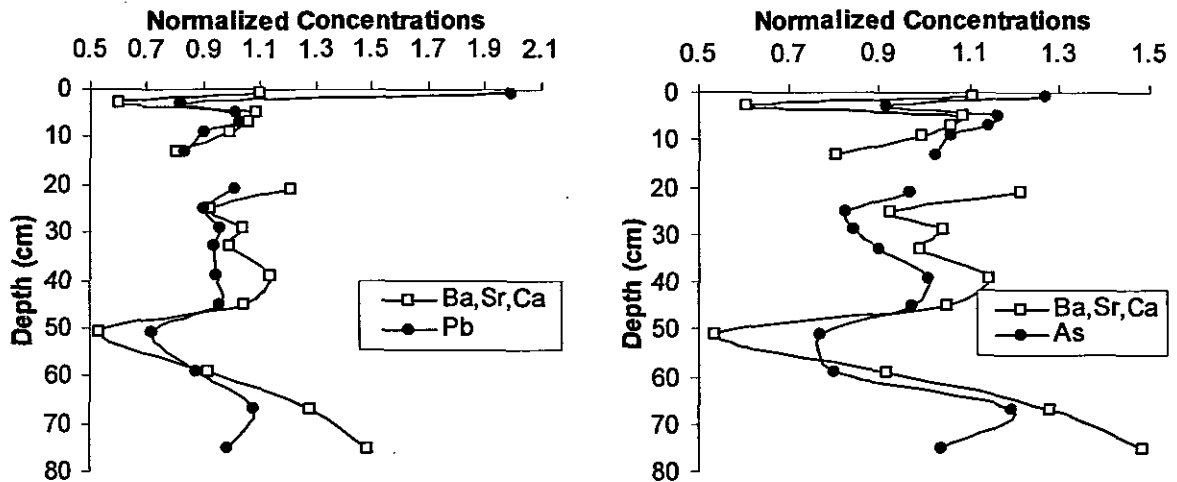 Normalized Concentrations
0.5 0.7 0.9 1.1 1.3 1.5 1.7 1.9 2.1
0
10
20
30
40
50
60
70
80
Depth (cm)
Ba,Sr,Ca
Pb
Normalized Concentrations
0.5 0.7 0.9 1.1 1.3 1.5
0
10
20
30
40
50
60
70
80
Depth (cm)
Ba,Sr,Ca
As